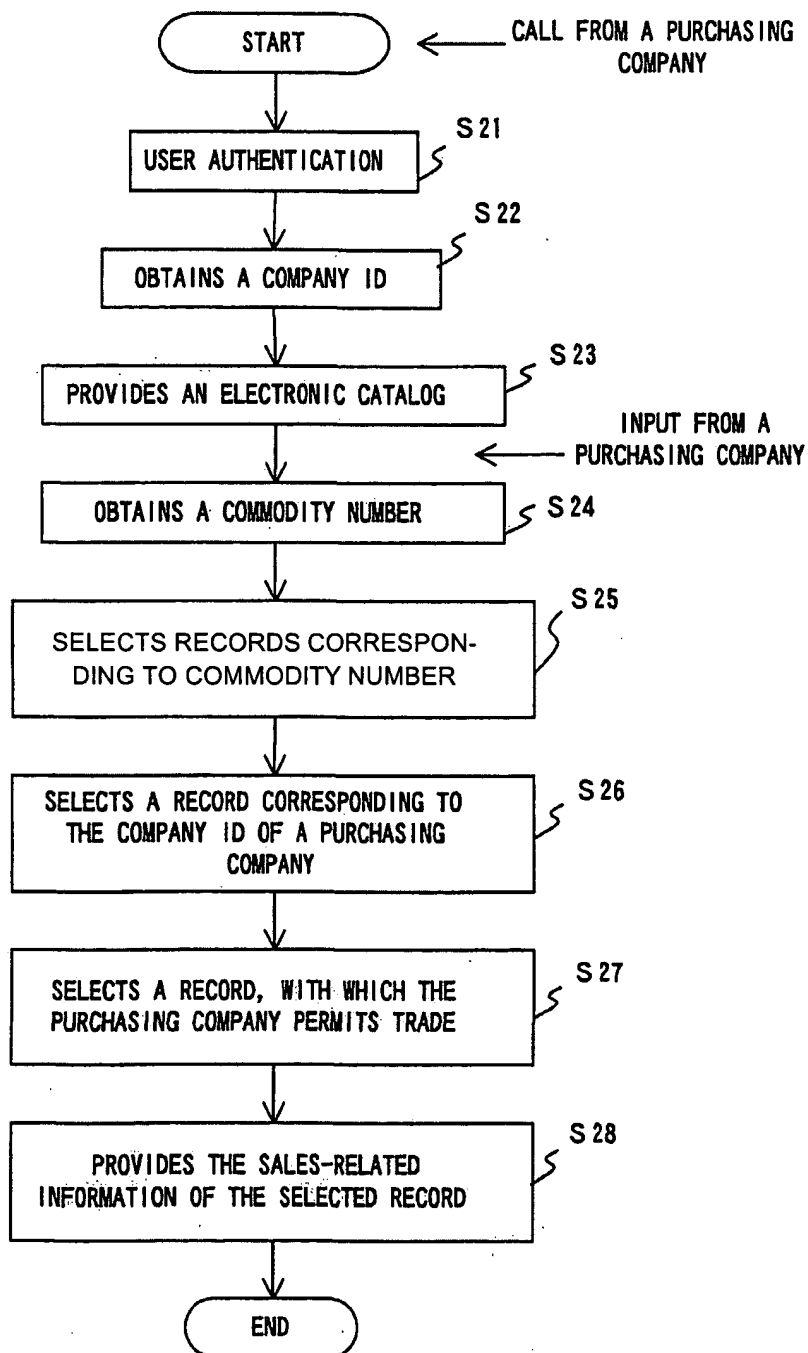 START
CALL FROM A PURCHASING
COMPANY
S21
USER AUTHENTICATION
S22
OBTAINS A COMPANY ID
S23
PROVIDES AN ELECTRONIC CATALOG
INPUT FROM A
PURCHASING COMPANY
OBTAINS A COMMODITY NUMBER
S24
S25
SELECTS RECORDS CORRESPON-
DING TO COMMODITY NUMBER
S26
SELECTS A RECORD CORRESPONDING TO
THE COMPANY ID OF A PURCHASING
COMPANY
S27
SELECTS A RECORD, WITH WHICH THE
PURCHASING COMPANY PERMITS TRADE
S28
PROVIDES THE SALES-RELATED
INFORMATION OF THE SELECTED RECORD
END